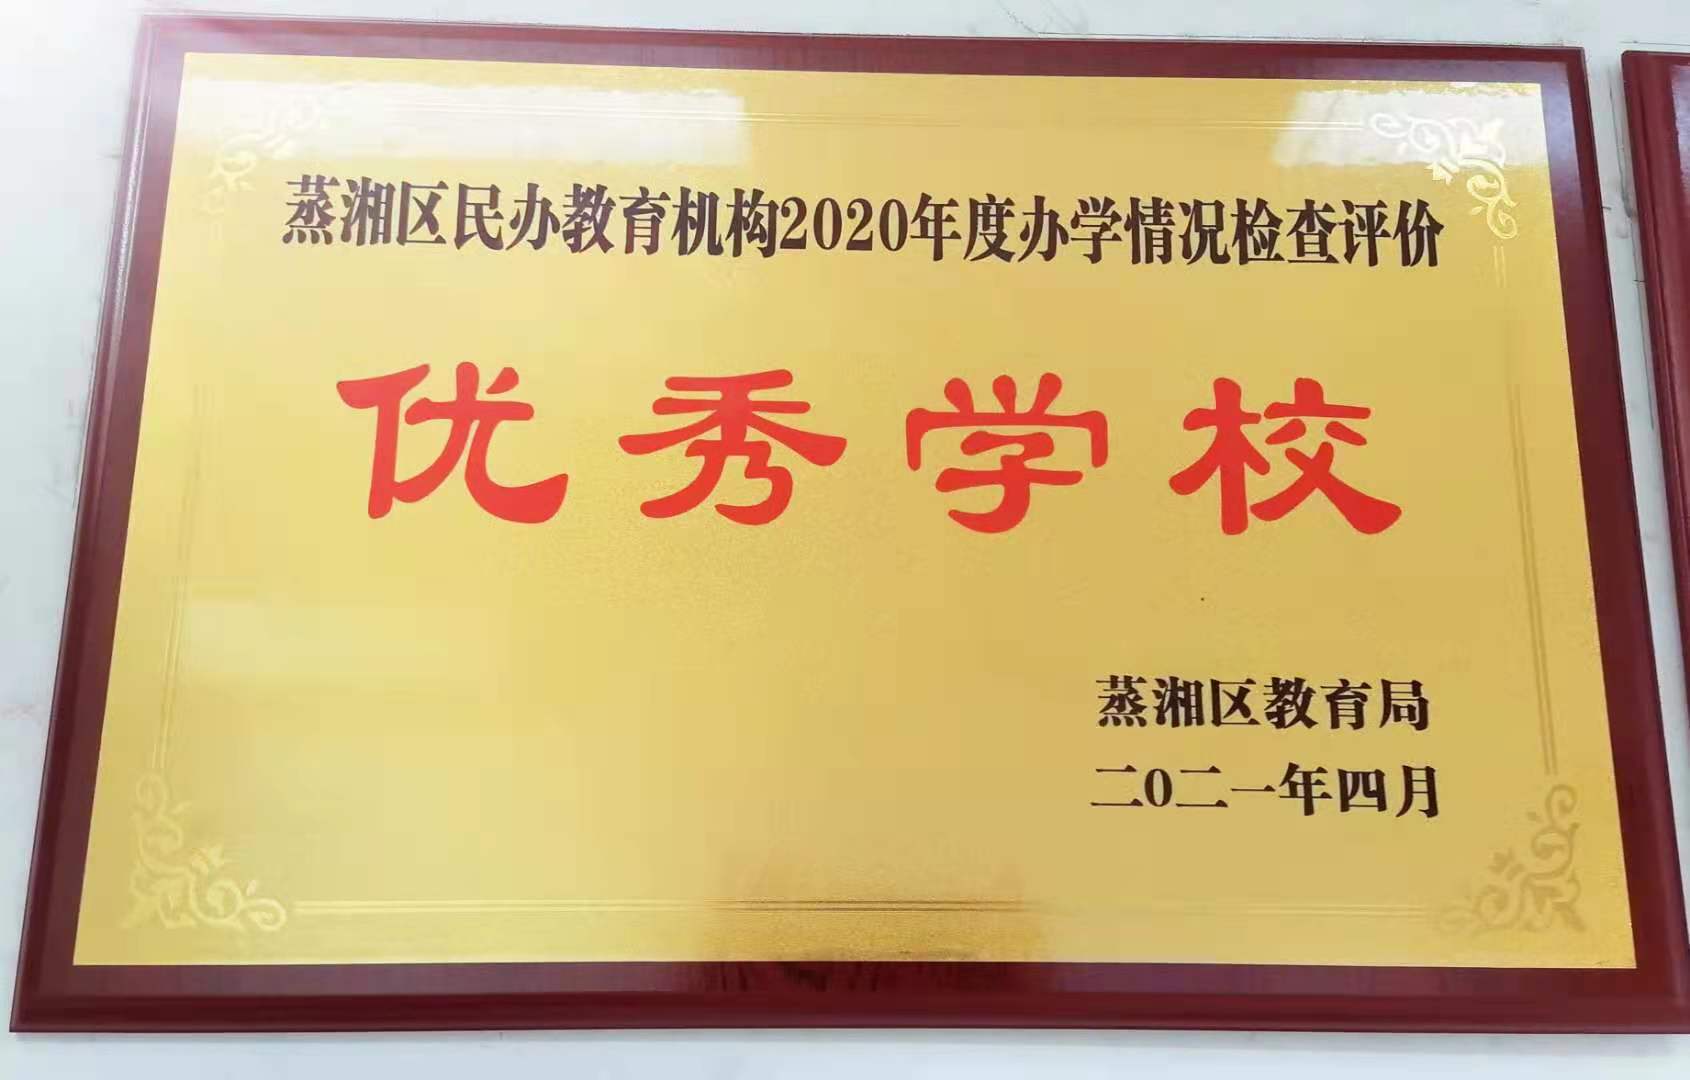 蒸湘区民办教育机构2020年度办学情况检查评价
优秀学校
蒸湘区教育局
二0二一年四月